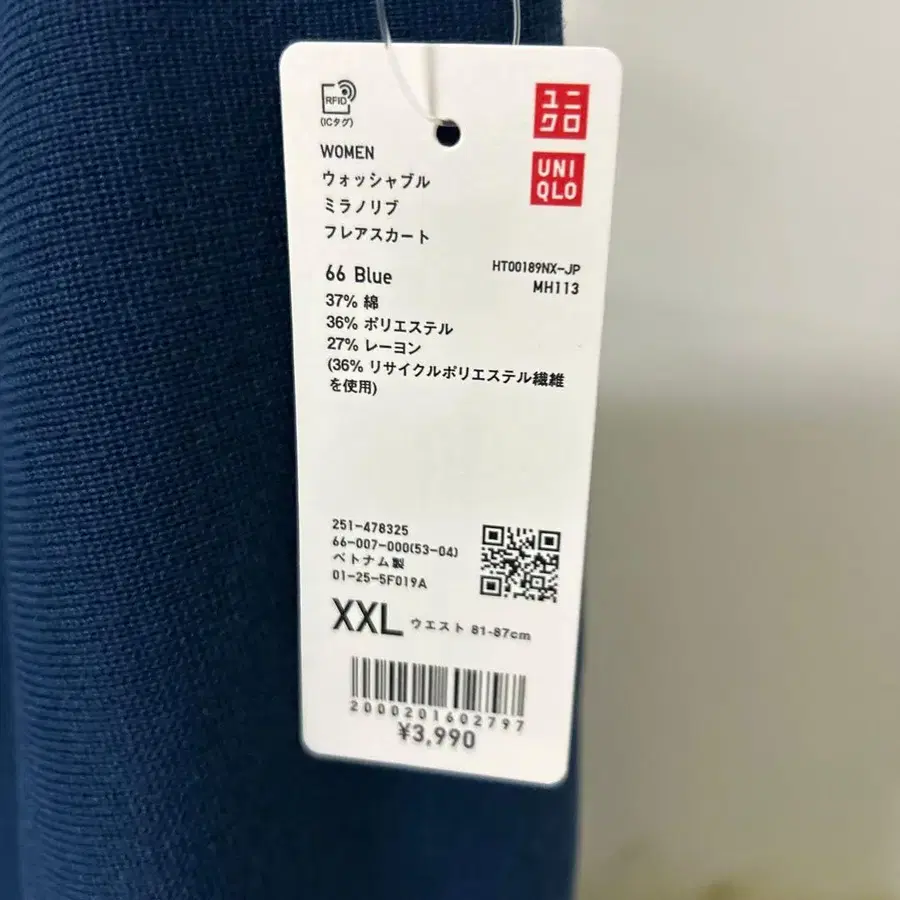 RFID
(ICタグ)
ユニ
クロ
UNI
QLO
WOMEN
ウォッシャブル
ミラノリブ
フレアスカート
66 Blue
HT00189NX-JP
MH113
37% 綿
36% ポリエステル
27% レーヨン
(36% リサイクルポリエステル繊維
を使用)
251-478325
66-007-000(53-04)
ベトナム製
01-25-5F019A
XXL ウエスト 81-87cm
2000201602797
¥3,990